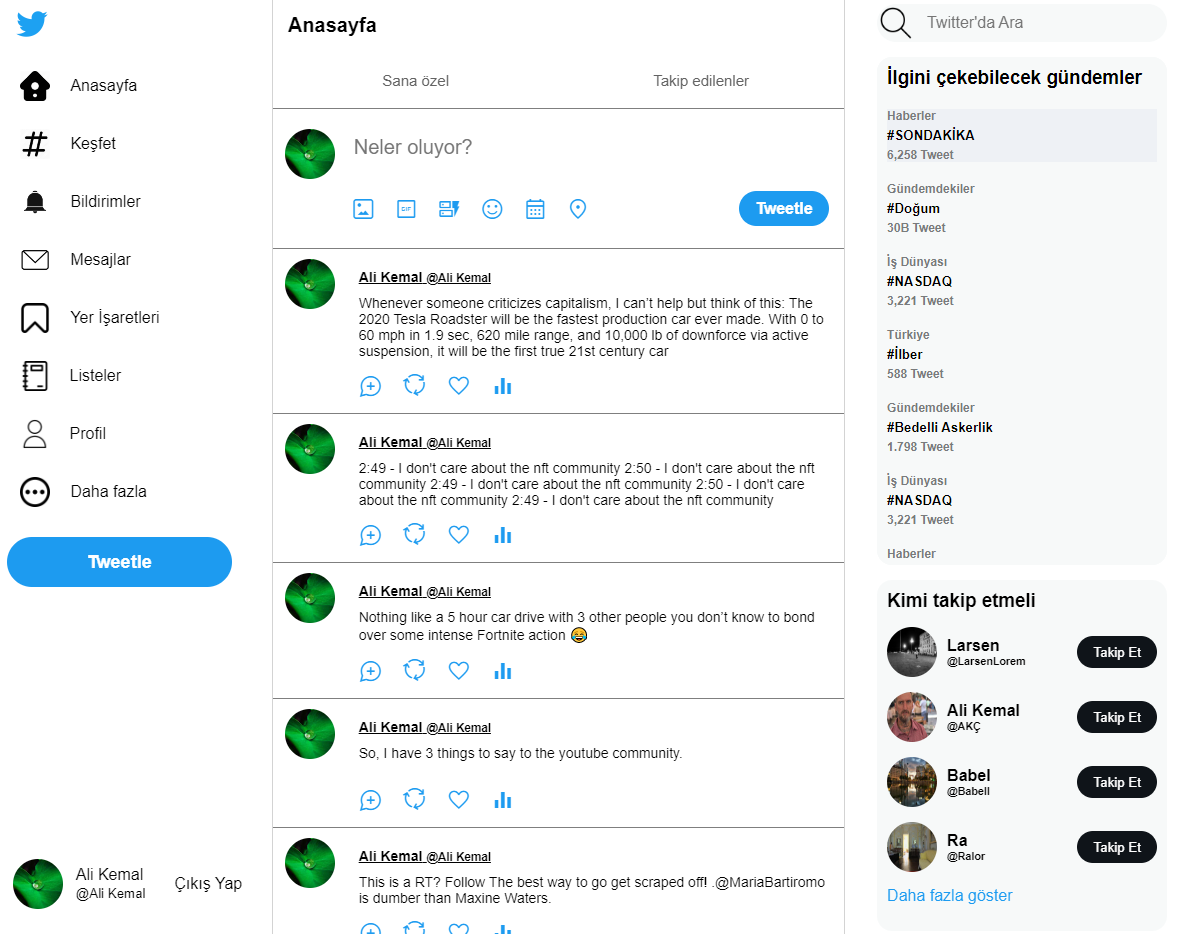 Anasayfa
Keşfet
Bildirimler
Mesajlar
Yer İşaretleri
Listeler
Profil
Daha fazla
Tweetle
Ali Kemal
@Ali Kemal
Çıkış Yap
Anasayfa
Sana özel
Takip edilenler
Neler oluyor?
GIF
Tweetle
Ali Kemal @Ali Kemal
Whenever someone criticizes capitalism, I can’t help but think of this: The
2020 Tesla Roadster will be the fastest production car ever made. With 0 to
60 mph in 1.9 sec, 620 mile range, and 10,000 lb of downforce via active
suspension, it will be the first true 21st century car
Ali Kemal @Ali Kemal
2:49 - I don't care about the nft community 2:50 - I don't care about the nft
community 2:49 - I don't care about the nft community 2:50 - I don't care
about the nft community 2:49 - I don't care about the nft community
Ali Kemal @Ali Kemal
Nothing like a 5 hour car drive with 3 other people you don’t know to bond
over some intense Fortnite action 😂
Ali Kemal @Ali Kemal
So, I have 3 things to say to the youtube community.
Ali Kemal @Ali Kemal
This is a RT? Follow The best way to go get scraped off! .@MariaBartiromo
is dumber than Maxine Waters.
Twitter'da Ara
İlgini çekebilecek gündemler
Haberler
#SONDAKİKA
6,258 Tweet
Gündemdekiler
#Doğum
30B Tweet
İş Dünyası
#NASDAQ
3,221 Tweet
Türkiye
#İlber
588 Tweet
Gündemdekiler
#Bedelli Askerlik
1.798 Tweet
İş Dünyası
#NASDAQ
3,221 Tweet
Haberler
Kimi takip etmeli
Larsen
@LarsenLorem
Takip Et
Ali Kemal
@AKÇ
Takip Et
Babel
@Babell
Takip Et
Ra
@Ralor
Takip Et
Daha fazla göster